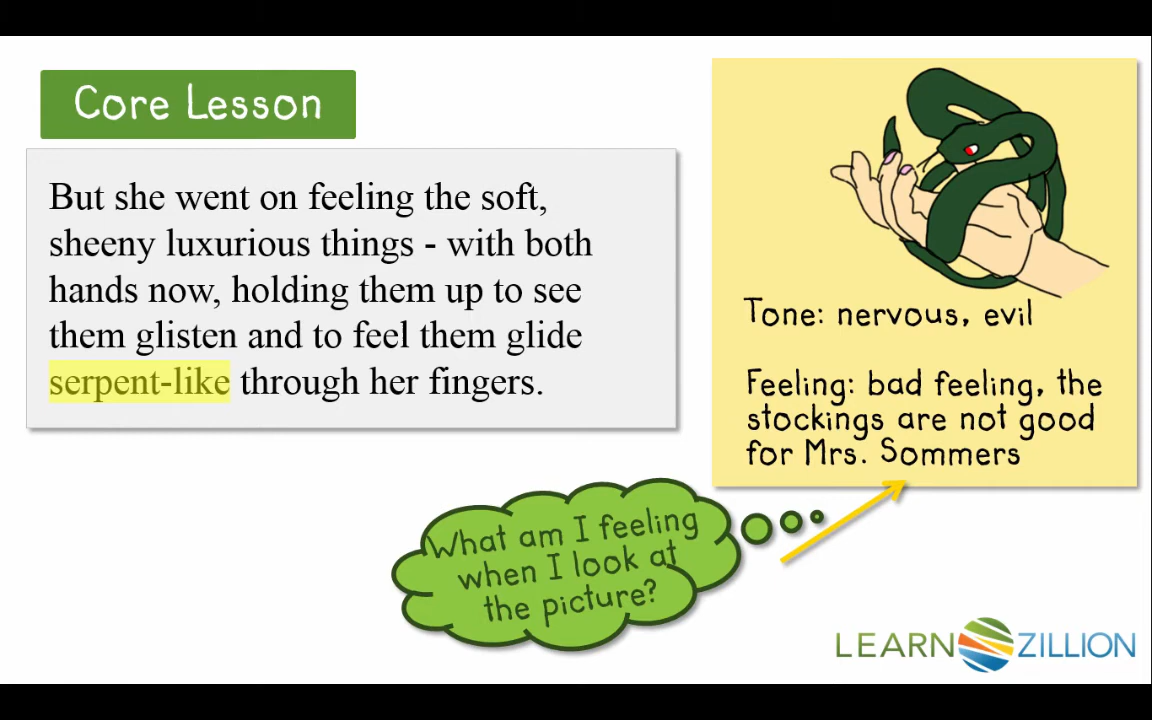 Core Lesson
But she went on feeling the soft,
sheeny luxurious things - with both
hands now, holding them up to see
them glisten and to feel them glide
serpent-like through her fingers.
Tone: nervous, evil
Feeling: bad feeling, the
stockings are not good
for Mrs. Sommers
What am I feeling
when I look at
the picture?
LEARN ZILLION